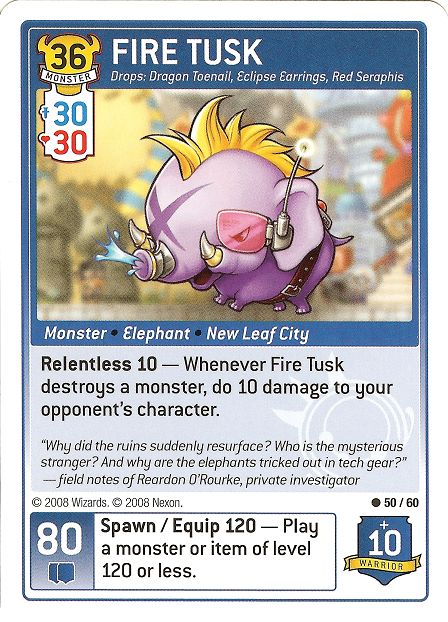 36
MONSTER
FIRE TUSK
Drops: Dragon Toenail, Eclipse Earrings, Red Seraphis
30
30
Monster • Elephant • New Leaf City
Relentless 10 — Whenever Fire Tusk
destroys a monster, do 10 damage to your
opponent's character.
"Why did the ruins suddenly resurface? Who is the mysterious
stranger? And why are the elephants tricked out in tech gear?"
— field notes of Reardon O'Rourke, private investigator
© 2008 Wizards. © 2008 Nexon.
● 50 / 60
80
Spawn / Equip 120 — Play
a monster or item of level
120 or less.
+
10
WARRIOR